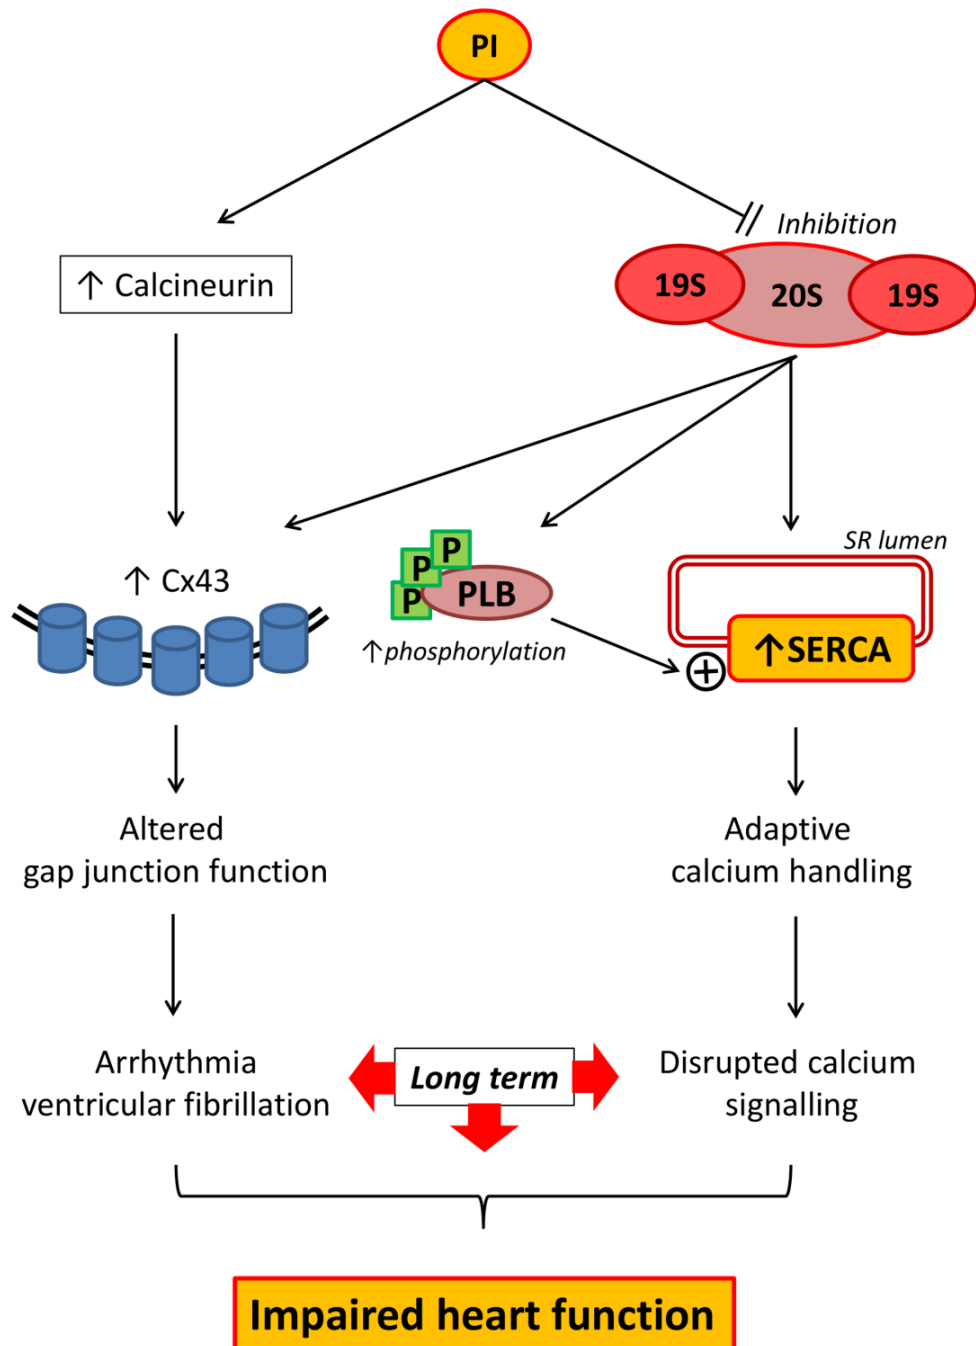 PI
Inhibition
19S 20S 19S
↑ Calcineurin
SR lumen
↑ Cx43
P
P
P
PLB
↑phosphorylation
+
↑SERCA
Altered
gap junction function
Adaptive
calcium handling
Arrhythmia
ventricular fibrillation
Long term
Disrupted calcium
signalling
Impaired heart function